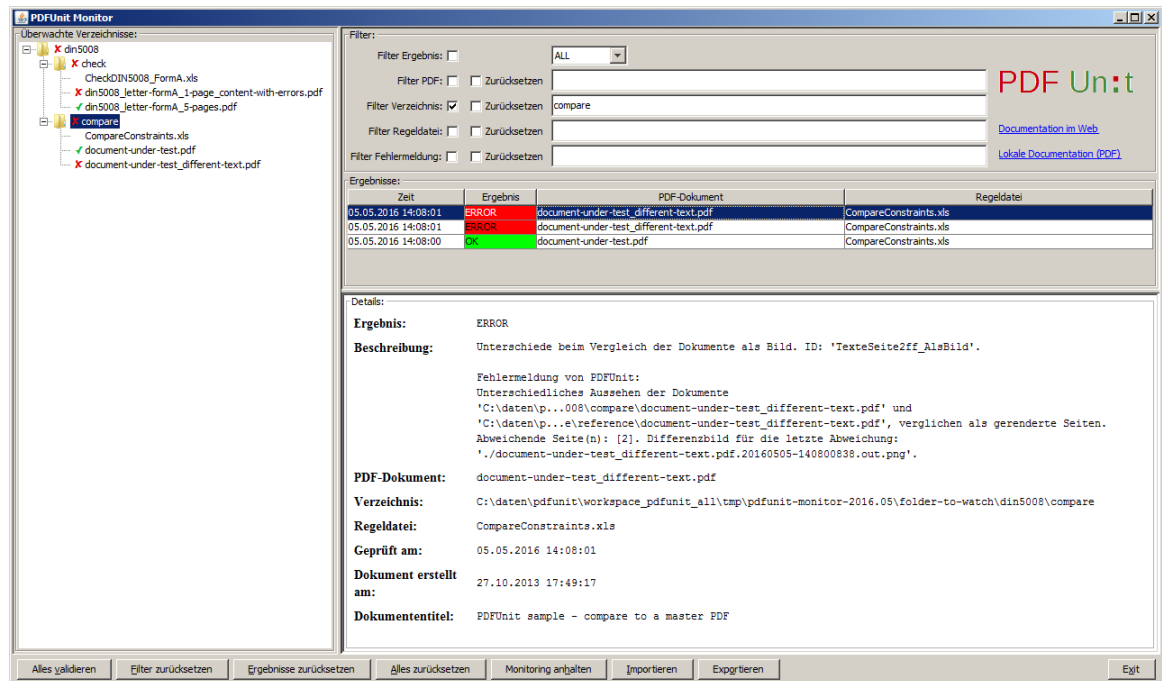 PDFUnit Monitor
Überwachte Verzeichnisse:
din5008
check
CheckDIN5008_FormA.xls
din5008_letter-formA_1-page_content-with-errors.pdf
din5008_letter-formA_5-pages.pdf
compare
CompareConstraints.xls
document-under-test.pdf
document-under-test_different-text.pdf
Filter:
Filter Ergebnis: ALL
Filter PDF: Zurücksetzen
Filter Verzeichnis: Zurücksetzen compare
Filter Regeldatei: Zurücksetzen
Filter Fehlermeldung: Zurücksetzen
PDF Un:t
Documentation im Web
Lokale Documentation (PDF)
Ergebnisse:
Zeit Ergebnis PDF-Dokument Regeldatei
05.05.2016 14:08:01 ERROR document-under-test_different-text.pdf CompareConstraints.xls
05.05.2016 14:08:01 ERROR document-under-test_different-text.pdf CompareConstraints.xls
05.05.2016 14:08:00 OK document-under-test.pdf CompareConstraints.xls
Details:
Ergebnis: ERROR
Beschreibung: Unterschiede beim Vergleich der Dokumente als Bild. ID: 'TexteSeite2ff_AlsBild'.
Fehlermeldung von PDFUnit:
Unterschiedliches Aussehen der Dokumente
'C:\daten\p...008\compare\document-under-test_different-text.pdf' und
'C:\daten\p...e\reference\document-under-test_different-text.pdf', verglichen als gerenderte Seiten.
Abweichende Seite(n): [2]. Differenzbild für die letzte Abweichung:
'./document-under-test_different-text.pdf.20160505-140800838.out.png'.
PDF-Dokument: document-under-test_different-text.pdf
Verzeichnis: C:\daten\pdfunit\workspace_pdfunit_all\tmp\pdfunit-monitor-2016.05\folder-to-watch\din5008\compare
Regeldatei: CompareConstraints.xls
Geprüft am: 05.05.2016 14:08:01
Dokument erstellt
am: 27.10.2013 17:49:17
Dokumententitel: PDFUnit sample - compare to a master PDF
Alles validieren Filter zurücksetzen Ergebnisse zurücksetzen Alles zurücksetzen Monitoring anhalten Importieren Exportieren Exit